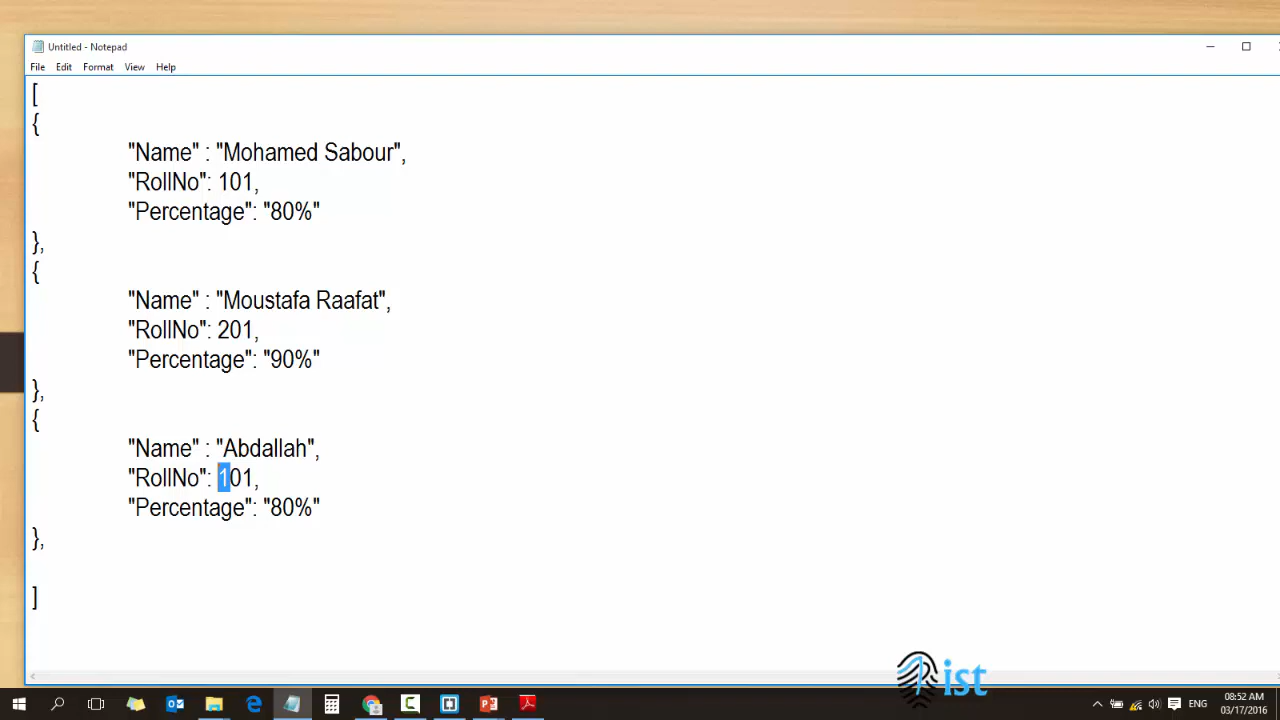 Untitled - Notepad
File Edit Format View Help
[
{
"Name" : "Mohamed Sabour",
"RollNo": 101,
"Percentage": "80%"
},
{
"Name" : "Moustafa Raafat",
"RollNo": 201,
"Percentage": "90%"
},
{
"Name" : "Abdallah",
"RollNo": 101,
"Percentage": "80%"
},
]
ist
ENG
08:52 AM
03/17/2016